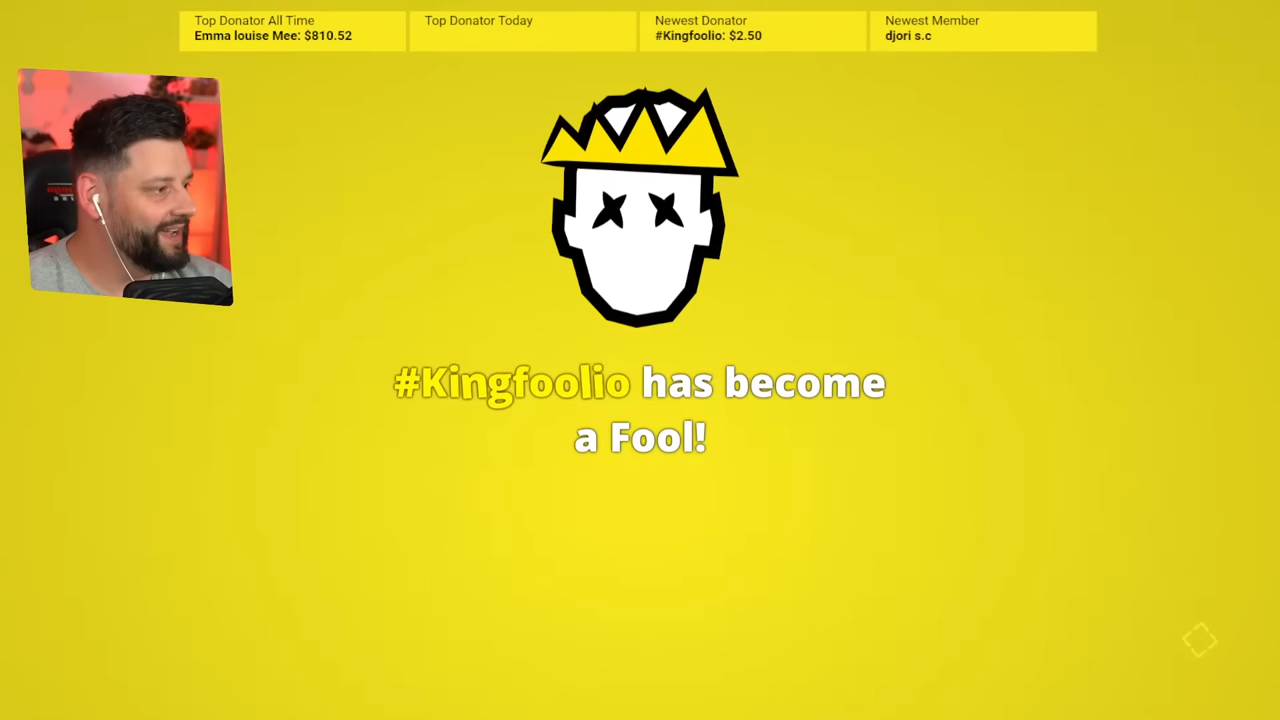 Top Donator All Time
Emma louise Mee: $810.52
Top Donator Today
Newest Donator
#Kingfoolio: $2.50
Newest Member
djori s.c
#Kingfoolio has become
a Fool!